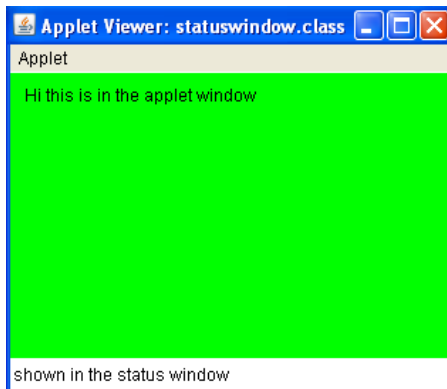 Applet Viewer: statuswindow.class
Applet
Hi this is in the applet window
shown in the status window